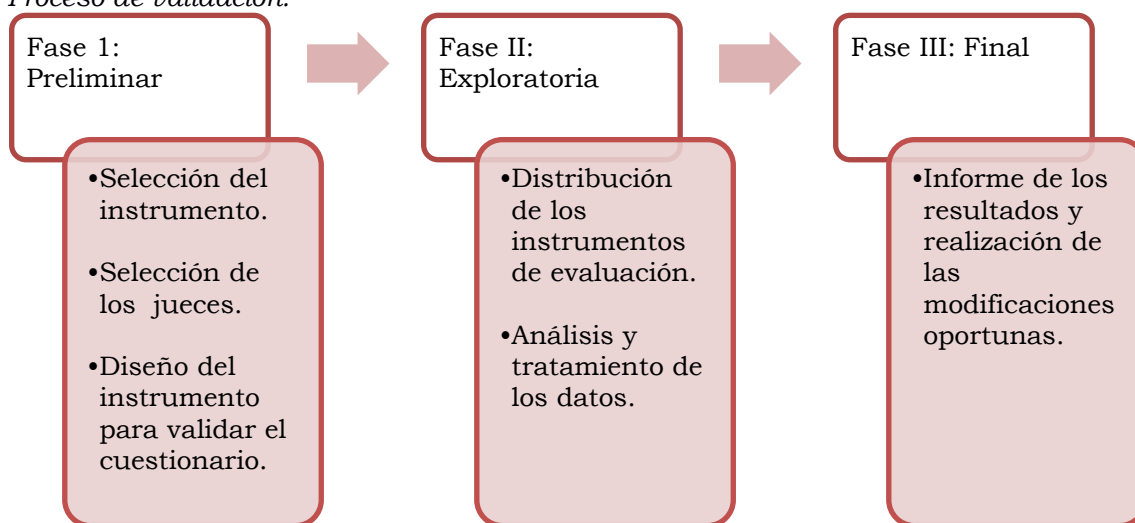 Proceso de validación.
Fase 1:
Preliminar
•Selección del
instrumento.
•Selección de
los jueces.
•Diseño del
instrumento
para validar el
cuestionario.
Fase II:
Exploratoria
•Distribución
de los
instrumentos
de evaluación.
•Análisis y
tratamiento de
los datos.
Fase III: Final
•Informe de los
resultados y
realización de
las
modificaciones
oportunas.